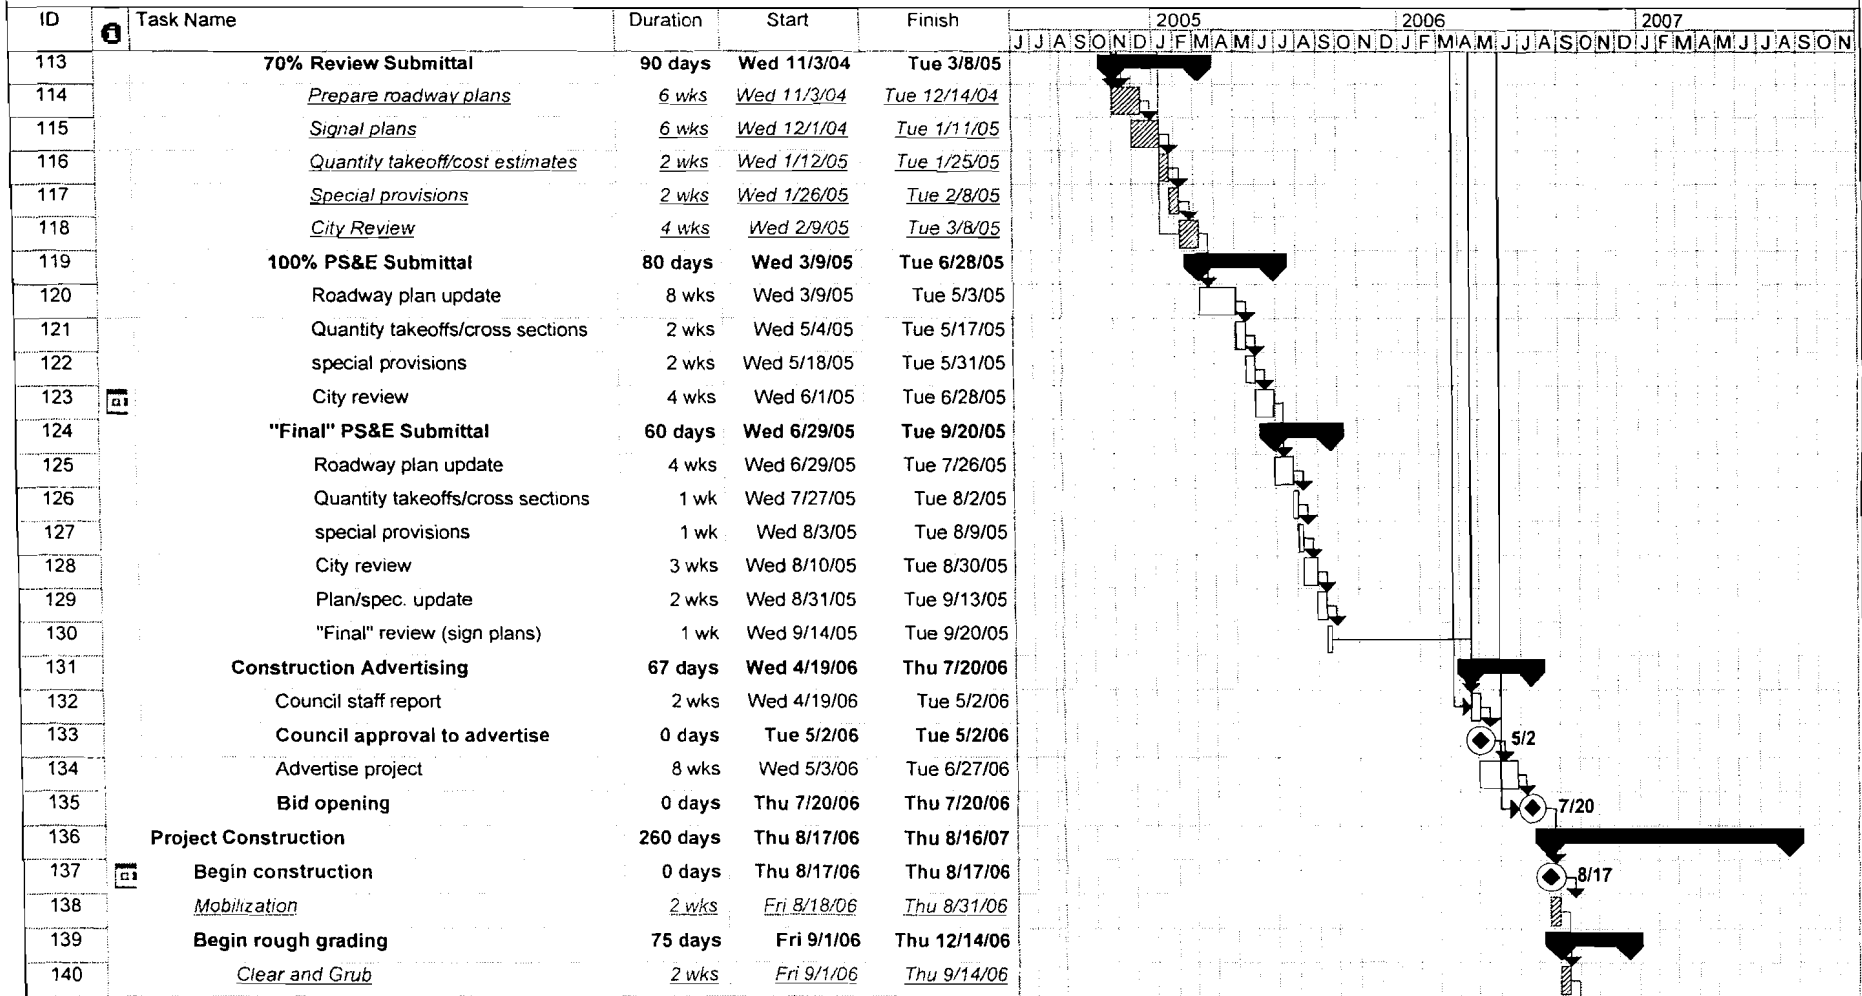 ID Task Name Duration Start Finish 2005 2006 2007
J J A S O N D J F M A M J J A S O N D J F M A M J J A S O N D J F M A M J J A S O N
113 70% Review Submittal 90 days Wed 11/3/04 Tue 3/8/05
114 Prepare roadway plans 6 wks Wed 11/3/04 Tue 12/14/04
115 Signal plans 6 wks Wed 12/1/04 Tue 1/11/05
116 Quantity takeoff/cost estimates 2 wks Wed 1/12/05 Tue 1/25/05
117 Special provisions 2 wks Wed 1/26/05 Tue 2/8/05
118 City Review 4 wks Wed 2/9/05 Tue 3/8/05
119 100% PS&E Submittal 80 days Wed 3/9/05 Tue 6/28/05
120 Roadway plan update 8 wks Wed 3/9/05 Tue 5/3/05
121 Quantity takeoffs/cross sections 2 wks Wed 5/4/05 Tue 5/17/05
122 special provisions 2 wks Wed 5/18/05 Tue 5/31/05
123 City review 4 wks Wed 6/1/05 Tue 6/28/05
124 "Final" PS&E Submittal 60 days Wed 6/29/05 Tue 9/20/05
125 Roadway plan update 4 wks Wed 6/29/05 Tue 7/26/05
126 Quantity takeoffs/cross sections 1 wk Wed 7/27/05 Tue 8/2/05
127 special provisions 1 wk Wed 8/3/05 Tue 8/9/05
128 City review 3 wks Wed 8/10/05 Tue 8/30/05
129 Plan/spec. update 2 wks Wed 8/31/05 Tue 9/13/05
130 "Final" review (sign plans) 1 wk Wed 9/14/05 Tue 9/20/05
131 Construction Advertising 67 days Wed 4/19/06 Thu 7/20/06
132 Council staff report 2 wks Wed 4/19/06 Tue 5/2/06
133 Council approval to advertise 0 days Tue 5/2/06 Tue 5/2/06 5/2
134 Advertise project 8 wks Wed 5/3/06 Tue 6/27/06
135 Bid opening 0 days Thu 7/20/06 Thu 7/20/06 7/20
136 Project Construction 260 days Thu 8/17/06 Thu 8/16/07
137 Begin construction 0 days Thu 8/17/06 Thu 8/17/06 8/17
138 Mobilization 2 wks Fri 8/18/06 Thu 8/31/06
139 Begin rough grading 75 days Fri 9/1/06 Thu 12/14/06
140 Clear and Grub 2 wks Fri 9/1/06 Thu 9/14/06